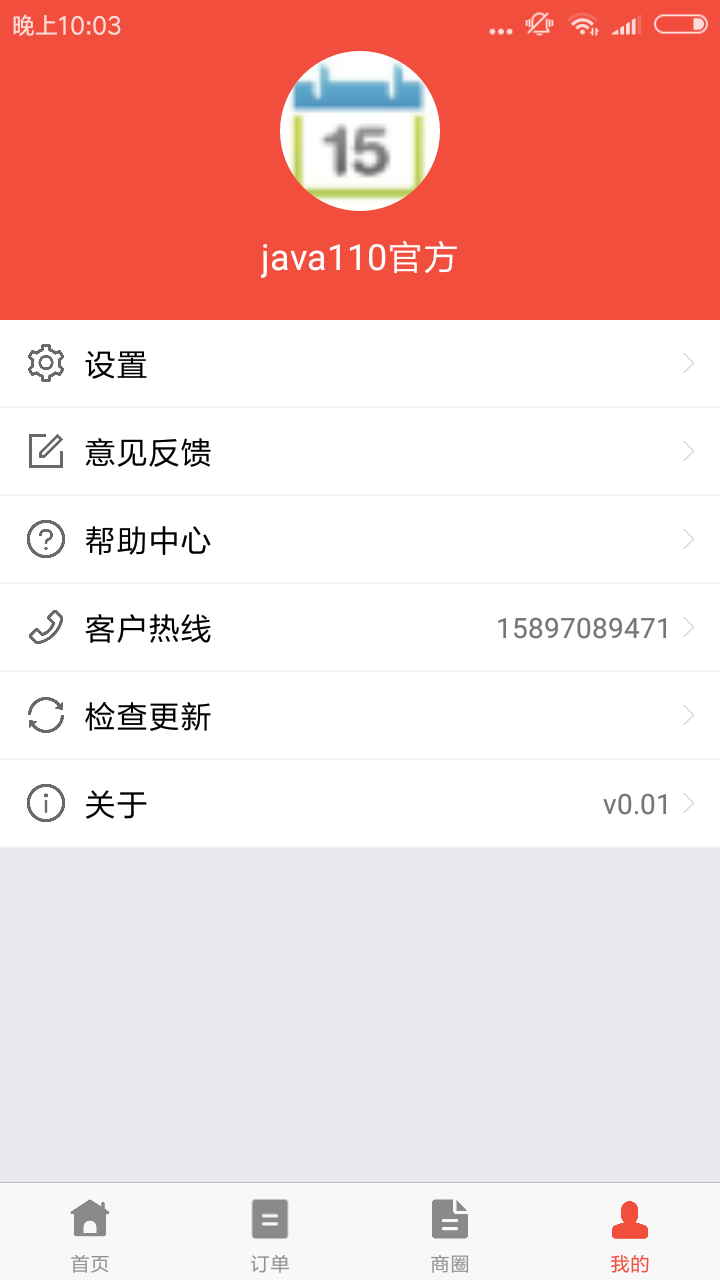 晚上10:03
15
java110官方
设置
意见反馈
帮助中心
客户热线 15897089471
检查更新
关于 v0.01
首页 订单 商圈 我的